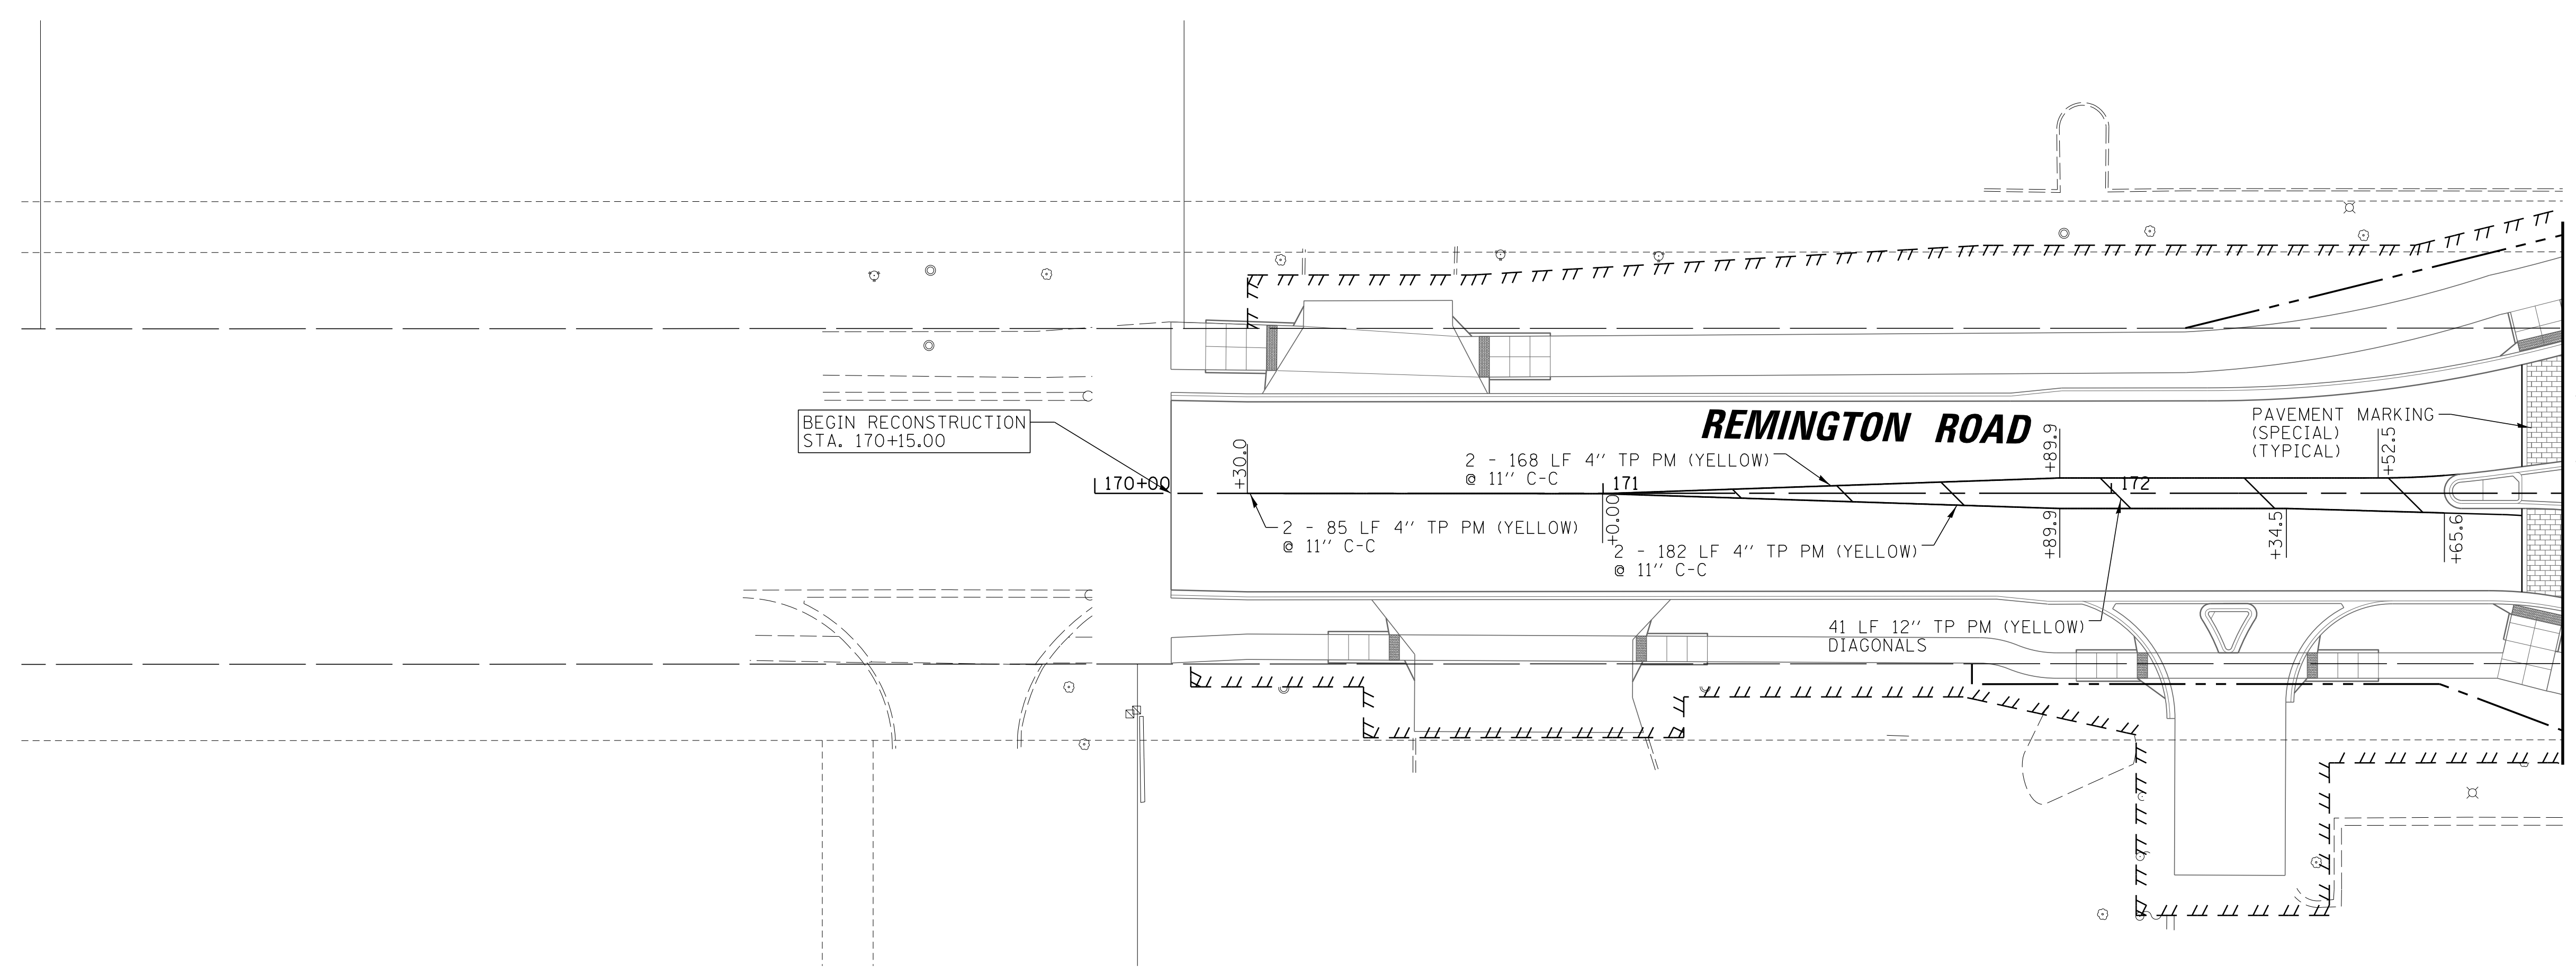 REMINGTON ROAD
BEGIN RECONSTRUCTION
STA. 170+15.00
PAVEMENT MARKING
(SPECIAL)
(TYPICAL)
+30.0
+89.9
+52.5
2 - 168 LF 4'' TP PM (YELLOW)
@ 11'' C-C
170+00
171
172
+0.00
2 - 85 LF 4'' TP PM (YELLOW)
@ 11'' C-C
2 - 182 LF 4'' TP PM (YELLOW)
@ 11'' C-C
+89.9
+34.5
+65.6
41 LF 12'' TP PM (YELLOW)
DIAGONALS